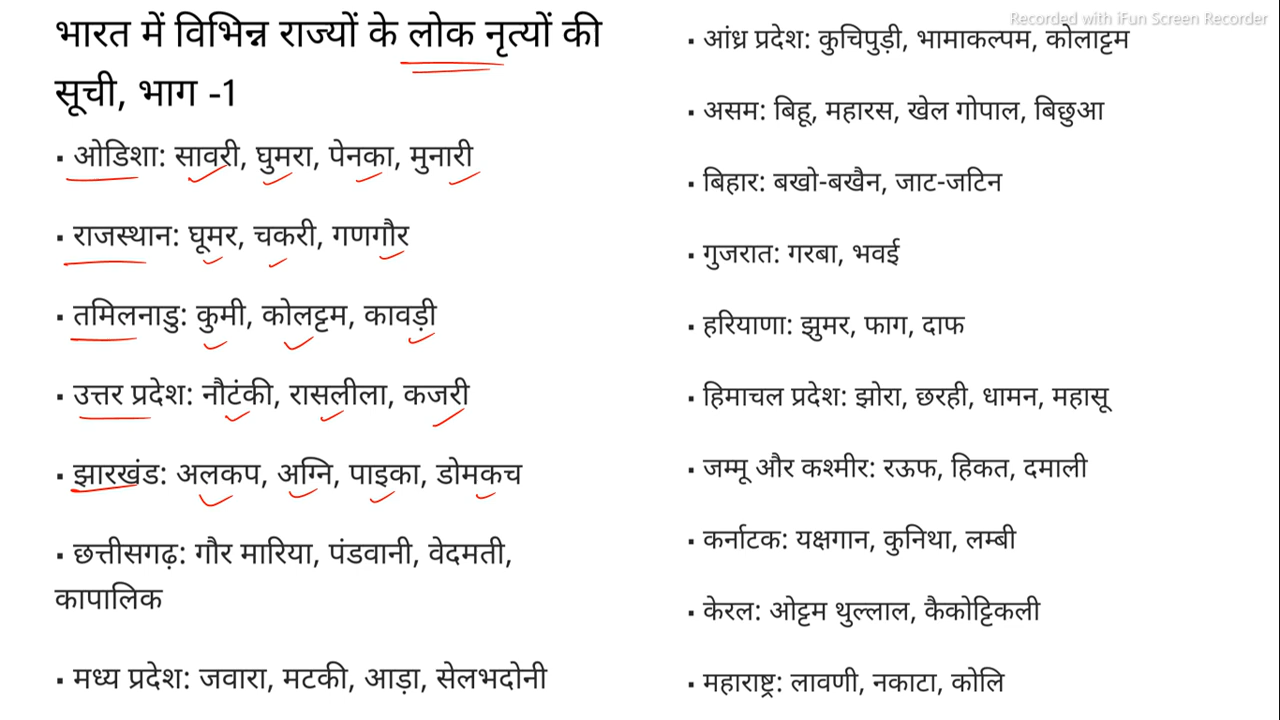 भारत में विभिन्न राज्यों के लोक नृत्यों की
सूची, भाग -1
▪ ओडिशा: सावरी, घुमरा, पेनका, मुनारी
▪ राजस्थान: घूमर, चकरी, गणगौर
▪ तमिलनाडु: कुमी, कोलट्टम, कावड़ी
▪ उत्तर प्रदेश: नौटंकी, रासलीला, कजरी
▪ झारखंड: अलकप, अग्नि, पाइका, डोमकच
▪ छत्तीसगढ़: गौर मारिया, पंडवानी, वेदमती,
कापालिक
▪ मध्य प्रदेश: जवारा, मटकी, आड़ा, सेलभदोनी
Recorded with iFun Screen Recorder
▪ आंध्र प्रदेश: कुचिपुड़ी, भामाकल्पम, कोलाट्टम
▪ असम: बिहू, महारस, खेल गोपाल, बिछुआ
▪ बिहार: बखो-बखैन, जाट-जटिन
▪ गुजरात: गरबा, भवई
▪ हरियाणा: झुमर, फाग, दाफ
▪ हिमाचल प्रदेश: झोरा, छरही, धामन, महासू
▪ जम्मू और कश्मीर: रऊफ, हिकत, दमाली
▪ कर्नाटक: यक्षगान, कुनिथा, लम्बी
▪ केरल: ओट्टम थुल्लाल, कैकोट्टिकली
▪ महाराष्ट्र: लावणी, नकाटा, कोलि